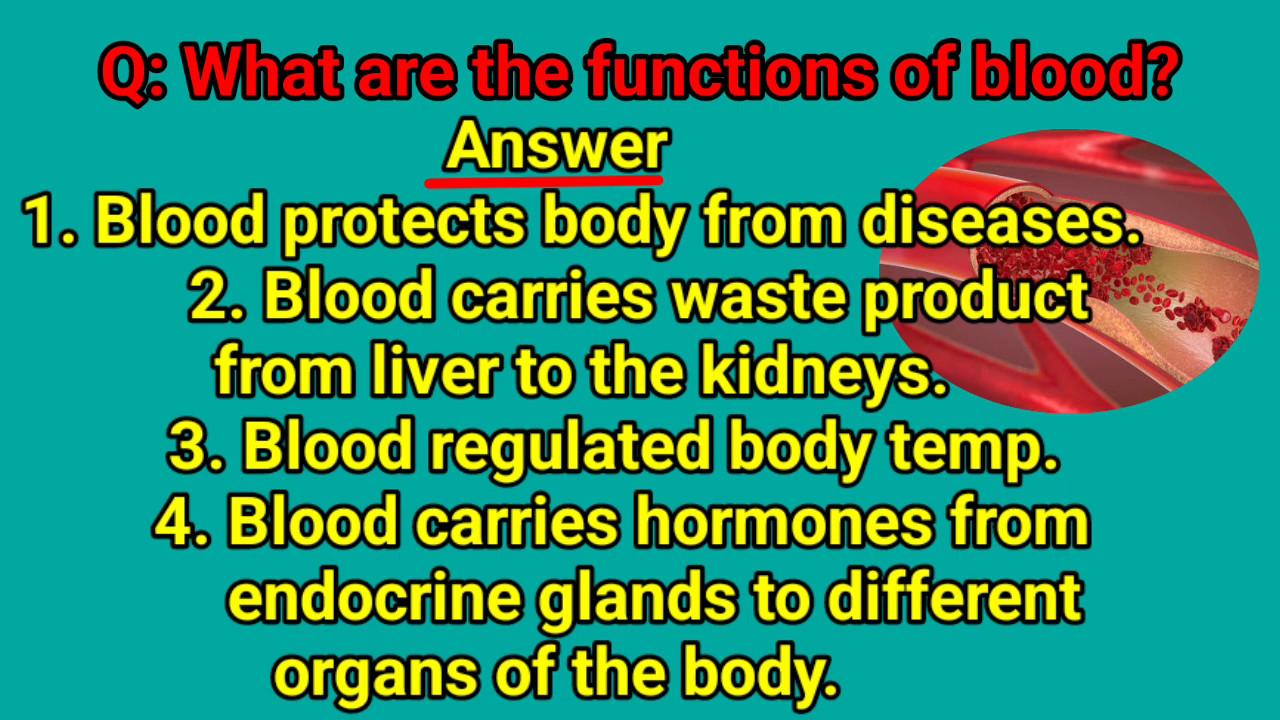 Q: What are the functions of blood?
Answer
1. Blood protects body from diseases.
2. Blood carries waste product
from liver to the kidneys.
3. Blood regulated body temp.
4. Blood carries hormones from
endocrine glands to different
organs of the body.